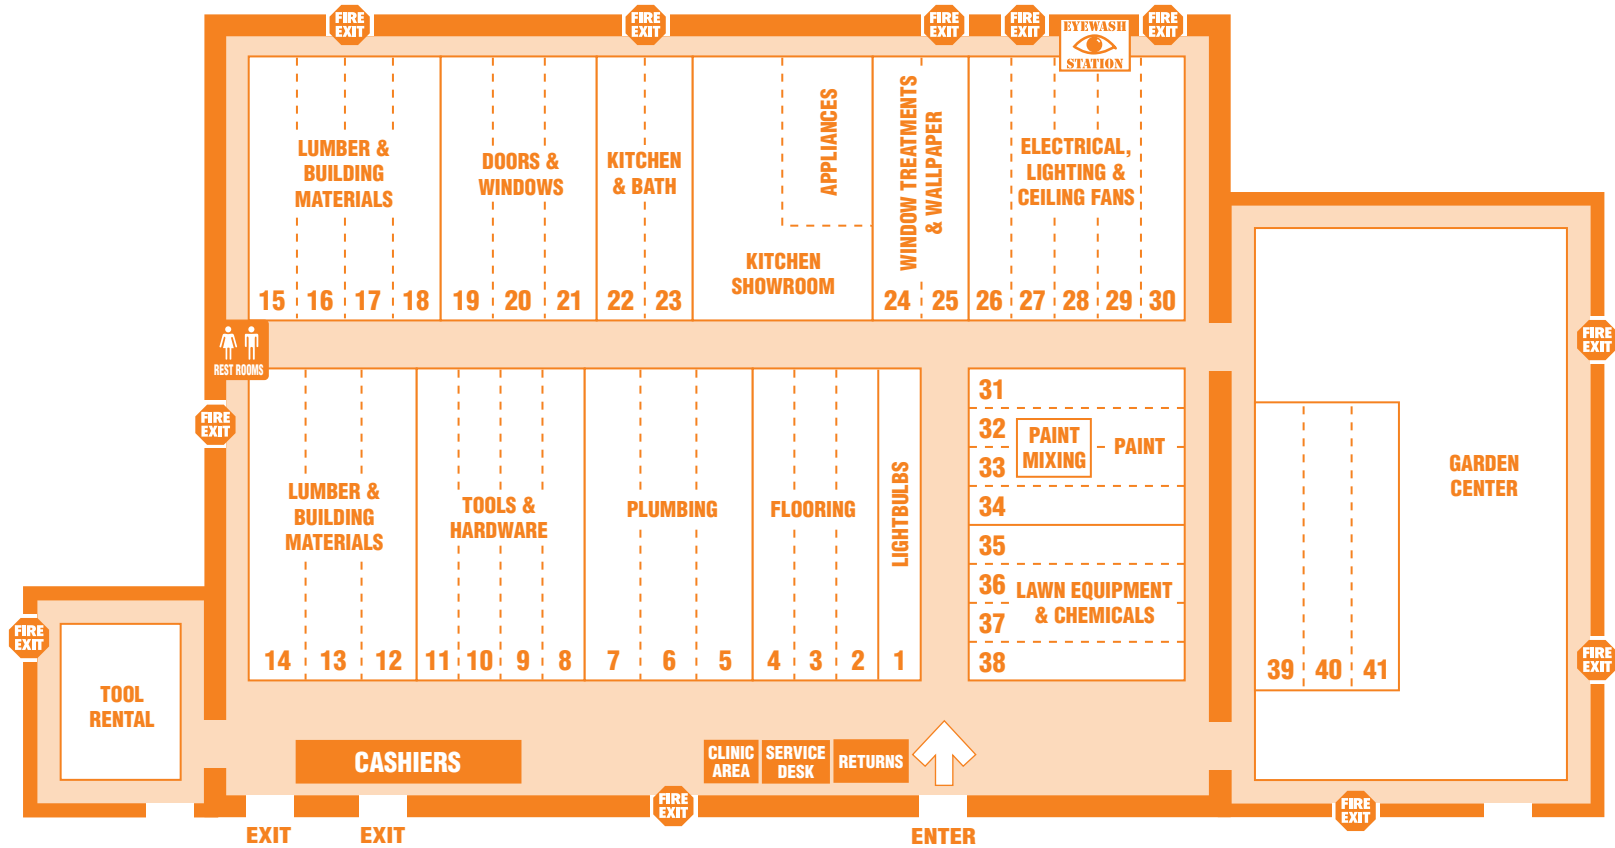 FIRE
EXIT
FIRE
EXIT
FIRE
EXIT
FIRE
EXIT
EYEWASH
STATION
FIRE
EXIT
LUMBER &
BUILDING
MATERIALS
DOORS &
WINDOWS
KITCHEN
& BATH
APPLIANCES
KITCHEN
SHOWROOM
WINDOW TREATMENTS
& WALLPAPER
ELECTRICAL,
LIGHTING &
CEILING FANS
15 16 17 18 19 20 21 22 23 24 25 26 27 28 29 30
REST ROOMS
FIRE
EXIT
FIRE
EXIT
LUMBER &
BUILDING
MATERIALS
TOOLS &
HARDWARE
PLUMBING
FLOORING
LIGHTBULBS
14 13 12 11 10 9 8 7 6 5 4 3 2 1
31
32
33
34
PAINT
MIXING
PAINT
35
36
37
38
LAWN EQUIPMENT
& CHEMICALS
GARDEN
CENTER
39 40 41
FIRE
EXIT
FIRE
EXIT
TOOL
RENTAL
CASHIERS
CLINIC
AREA
SERVICE
DESK
RETURNS
FIRE
EXIT
FIRE
EXIT
EXIT
EXIT
ENTER